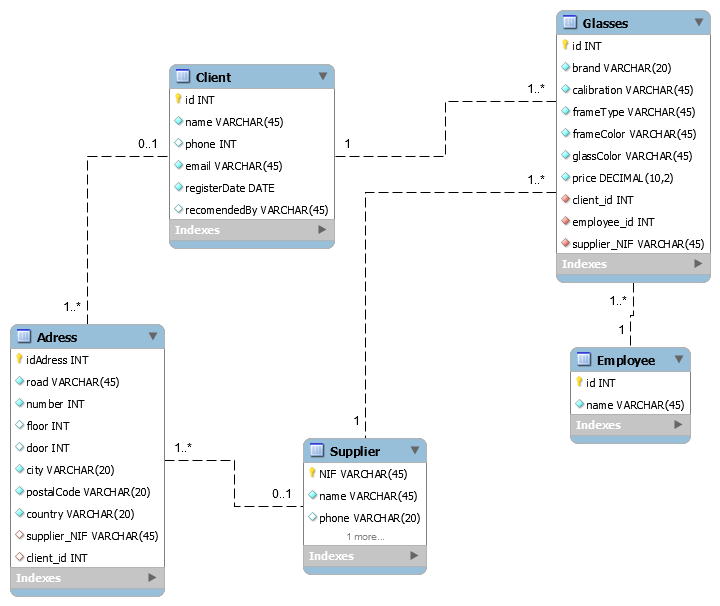 Glasses
id INT
brand VARCHAR(20)
calibration VARCHAR(45)
frameType VARCHAR(45)
frameColor VARCHAR(45)
glassColor VARCHAR(45)
price DECIMAL(10,2)
client_id INT
employee_id INT
supplier_NIF VARCHAR(45)
Indexes
Client
id INT
name VARCHAR(45)
phone INT
email VARCHAR(45)
registerDate DATE
recomendedBy VARCHAR(45)
Indexes
1..*
0..1
1
1..*
1..*
1..*
1
Adress
idAdress INT
road VARCHAR(45)
number INT
floor INT
door INT
city VARCHAR(20)
postalCode VARCHAR(20)
country VARCHAR(20)
supplier_NIF VARCHAR(45)
client_id INT
Indexes
Employee
id INT
name VARCHAR(45)
Indexes
1
1..*
0..1
Supplier
NIF VARCHAR(45)
name VARCHAR(45)
phone VARCHAR(20)
1 more...
Indexes